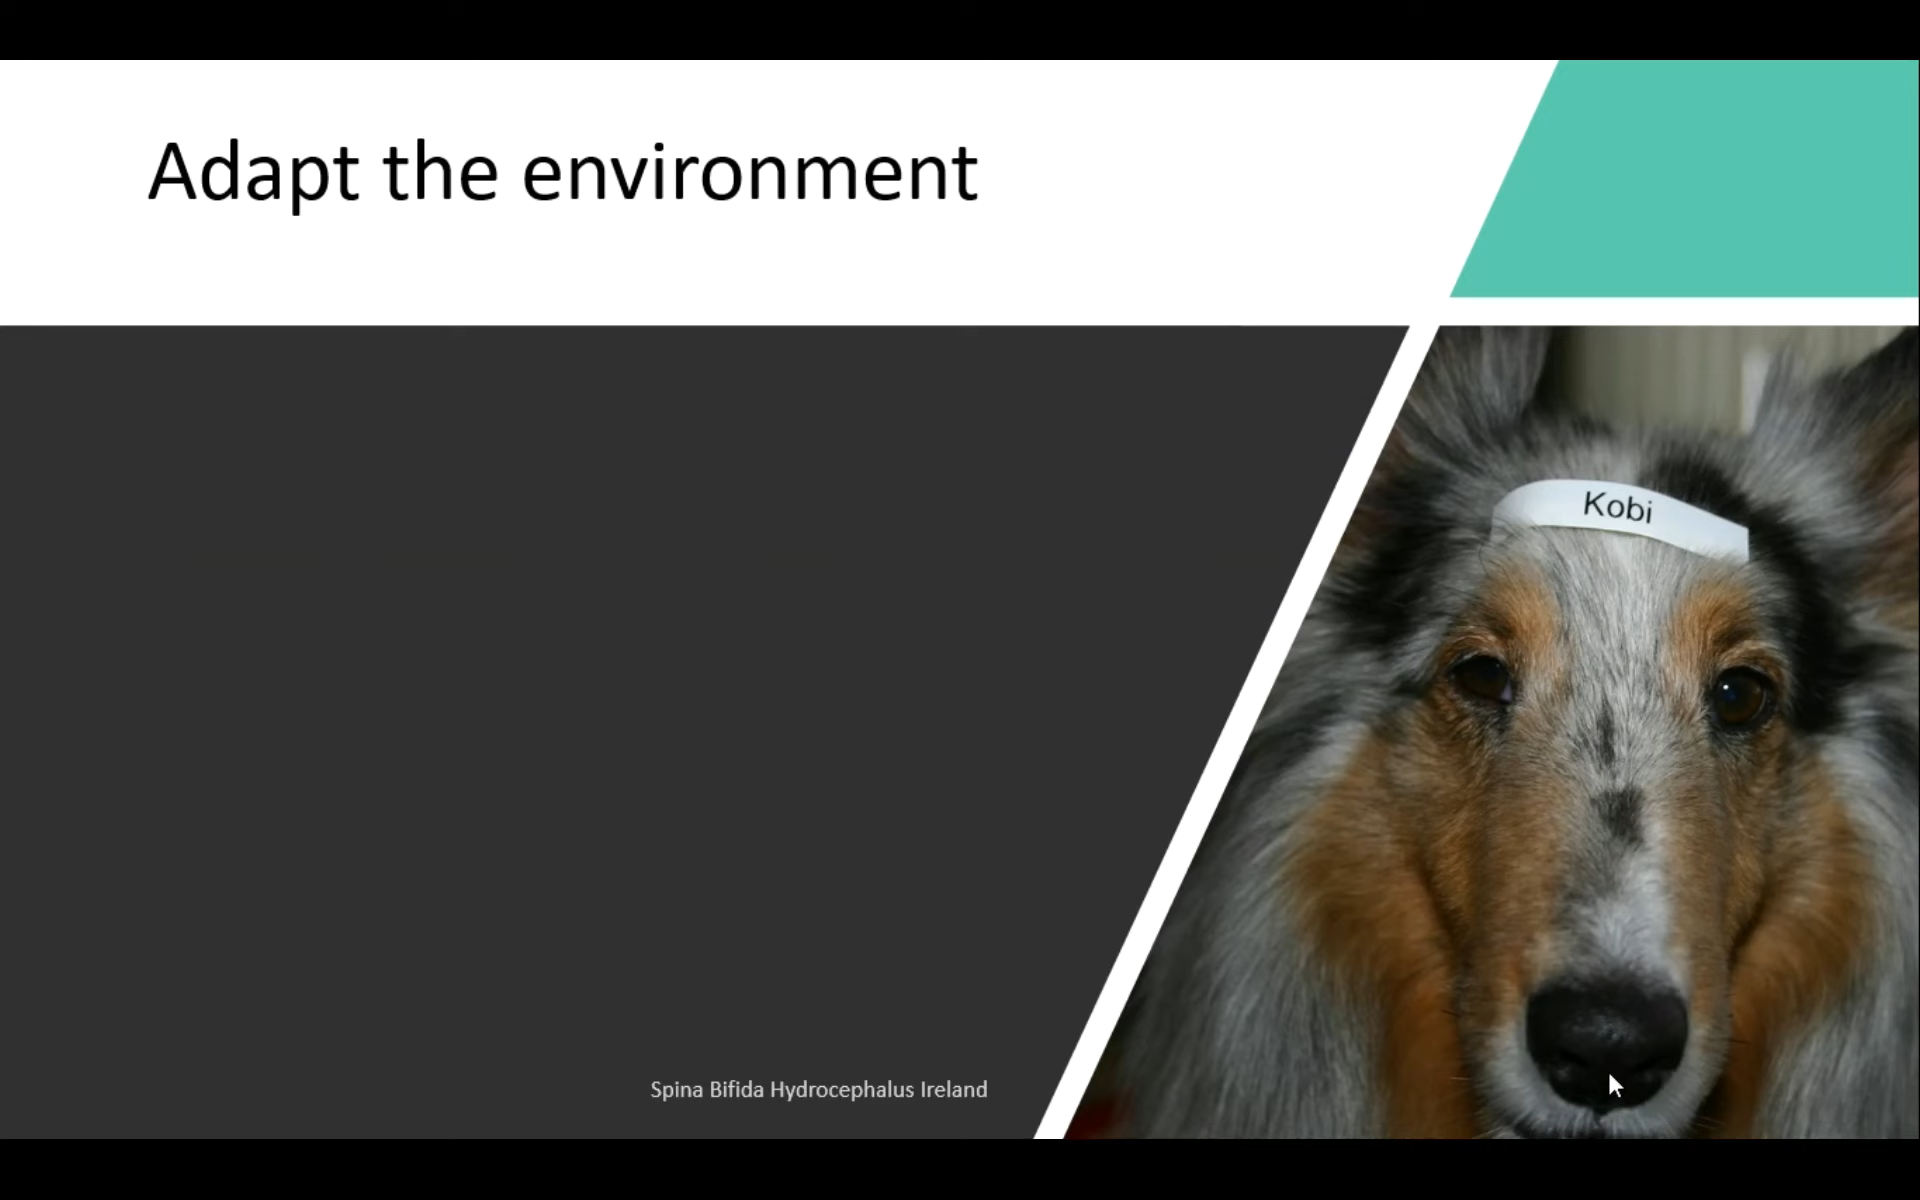 Adapt the environment
Kobi
Spina Bifida Hydrocephalus Ireland